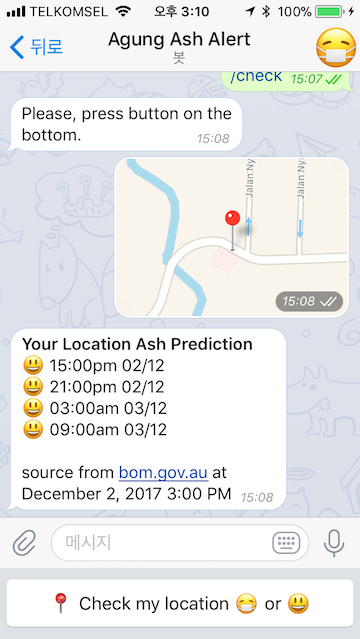 TELKOMSEL 오후 3:10 100%
뒤로 Agung Ash Alert
봇
/check 15:07
Please, press button on the
bottom. 15:08
Jalan Ny
Jalan Ny
15:08
Your Location Ash Prediction
😃 15:00pm 02/12
😃 21:00pm 02/12
😃 03:00am 03/12
😃 09:00am 03/12
source from bom.gov.au at
December 2, 2017 3:00 PM 15:08
메시지
📍 Check my location 😷 or 😃